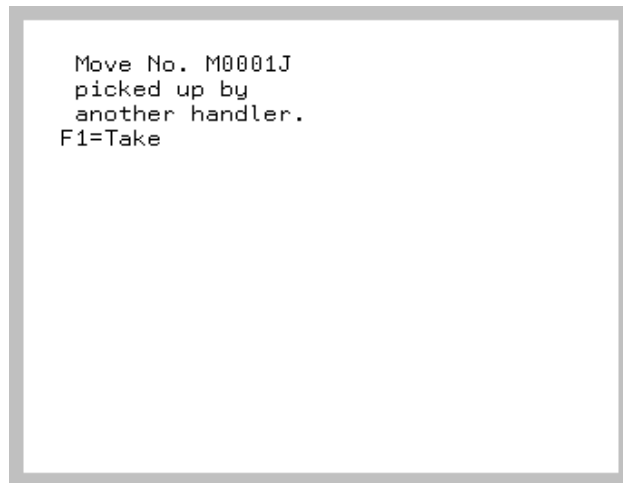 Move No. M0001J
picked up by
another handler.
F1=Take